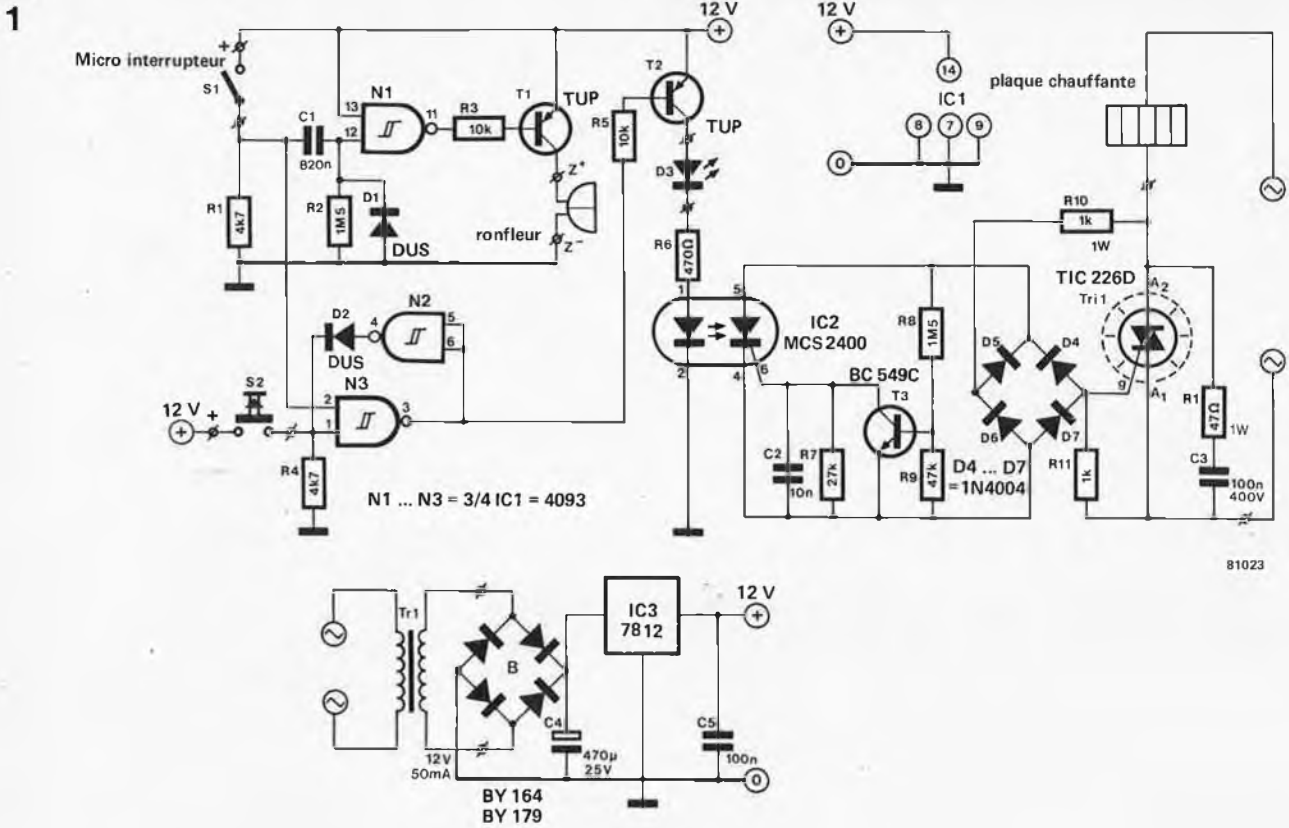 1
12 V
+
12 V
+
Micro interrupteur
+
S1
N1
13
12
11
C1
820n
R3
10k
T1
TUP
T2
TUP
R5
10k
14
IC1
8
7
9
0
plaque chauffante
R1
4k7
R2
1M5
D1
DUS
Z+
ronfleur
Z-
D3
R6
470Ω
R10
1k
1W
TIC 226D
Tri1
A2
g
A1
N2
D2
4
5
6
DUS
1
5
IC2
MCS 2400
2
4
6
R8
1M5
D5
D4
D6
D7
BC 549C
T3
S2
12 V
+
+
2
1
N3
3
R4
4k7
C2
10n
R7
27k
R9
47k
D4 ... D7
= 1N4004
R11
1k
R1
47Ω
1W
C3
100n
400V
N1 ... N3 = 3/4 IC1 = 4093
81023
Tr1
B
IC3
7812
12 V
+
C4
470µ
25V
C5
100n
0
12V
50mA
BY 164
BY 179